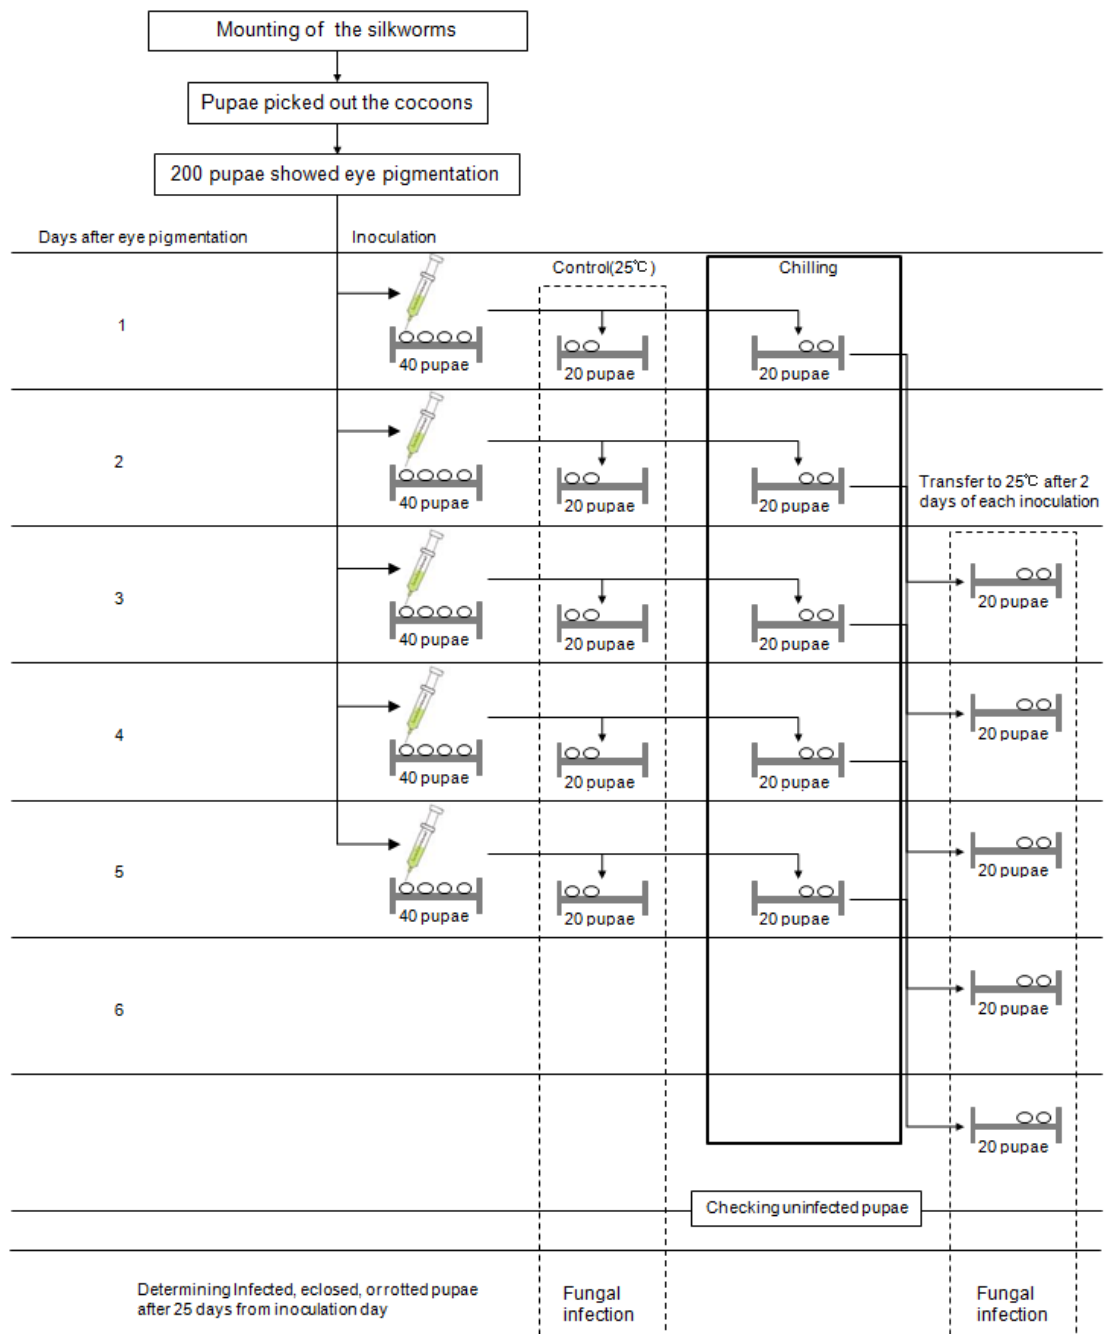 Mounting of the silkworms
Pupae picked out the cocoons
200 pupae showed eye pigmentation
Days after eye pigmentation
Inoculation
Control(25℃)
Chilling
1
40 pupae
20 pupae
20 pupae
2
40 pupae
20 pupae
20 pupae
Transfer to 25℃ after 2
days of each inoculation
3
40 pupae
20 pupae
20 pupae
20 pupae
4
40 pupae
20 pupae
20 pupae
20 pupae
5
40 pupae
20 pupae
20 pupae
20 pupae
6
20 pupae
20 pupae
Checking uninfected pupae
Determining Infected, eclosed, or rotted pupae
after 25 days from inoculation day
Fungal
infection
Fungal
infection